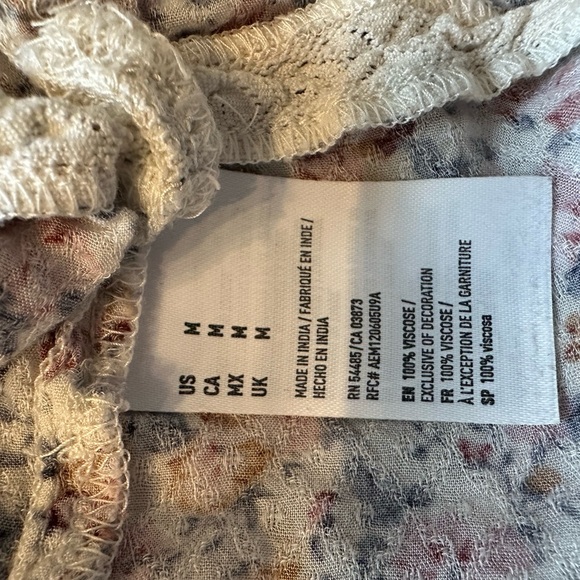 US M
CA M
MX M
UK M
MADE IN INDIA / FABRIQUÉ EN INDE /
HECHO EN INDIA
RN 54485/CA 03873
RFC# AEM12060509A
EN 100% VISCOSE /
EXCLUSIVE OF DECORATION
FR 100% VISCOSE /
À L'EXCEPTION DE LA GARNITURE
SP 100% viscosa